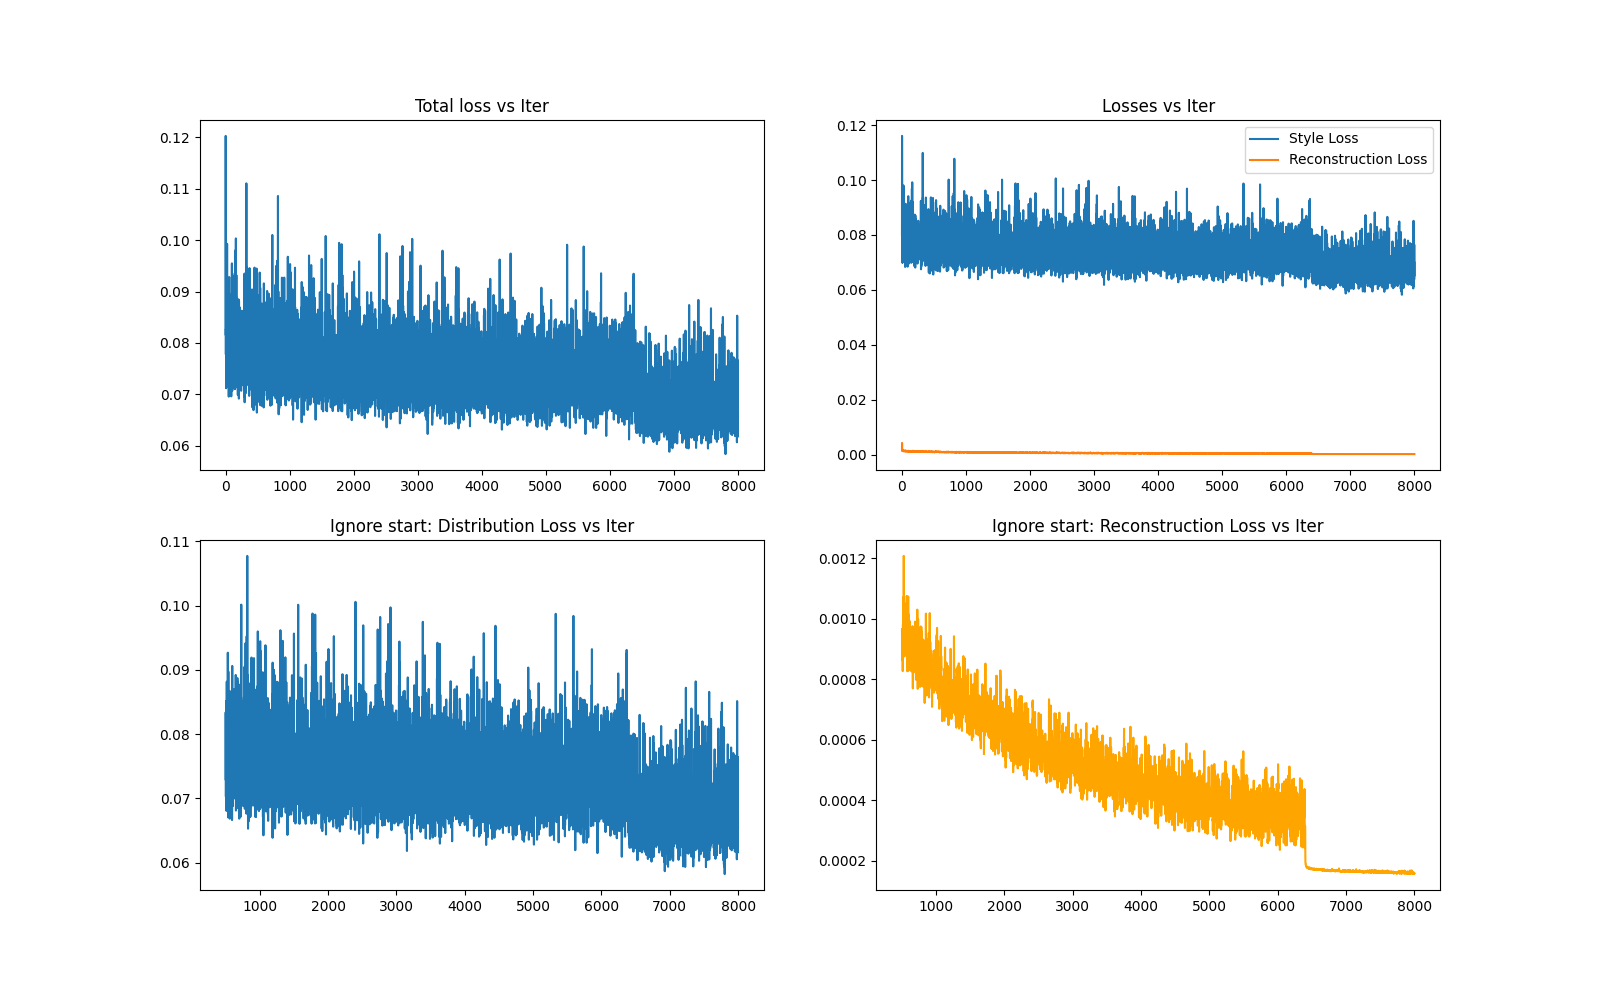 Total loss vs Iter
0.12
0.11
0.10
0.09
0.08
0.07
0.06
0 1000 2000 3000 4000 5000 6000 7000 8000
Losses vs Iter
Style Loss
Reconstruction Loss
0.12
0.10
0.08
0.06
0.04
0.02
0.00
0 1000 2000 3000 4000 5000 6000 7000 8000
Ignore start: Distribution Loss vs Iter
0.11
0.10
0.09
0.08
0.07
0.06
1000 2000 3000 4000 5000 6000 7000 8000
Ignore start: Reconstruction Loss vs Iter
0.0012
0.0010
0.0008
0.0006
0.0004
0.0002
1000 2000 3000 4000 5000 6000 7000 8000